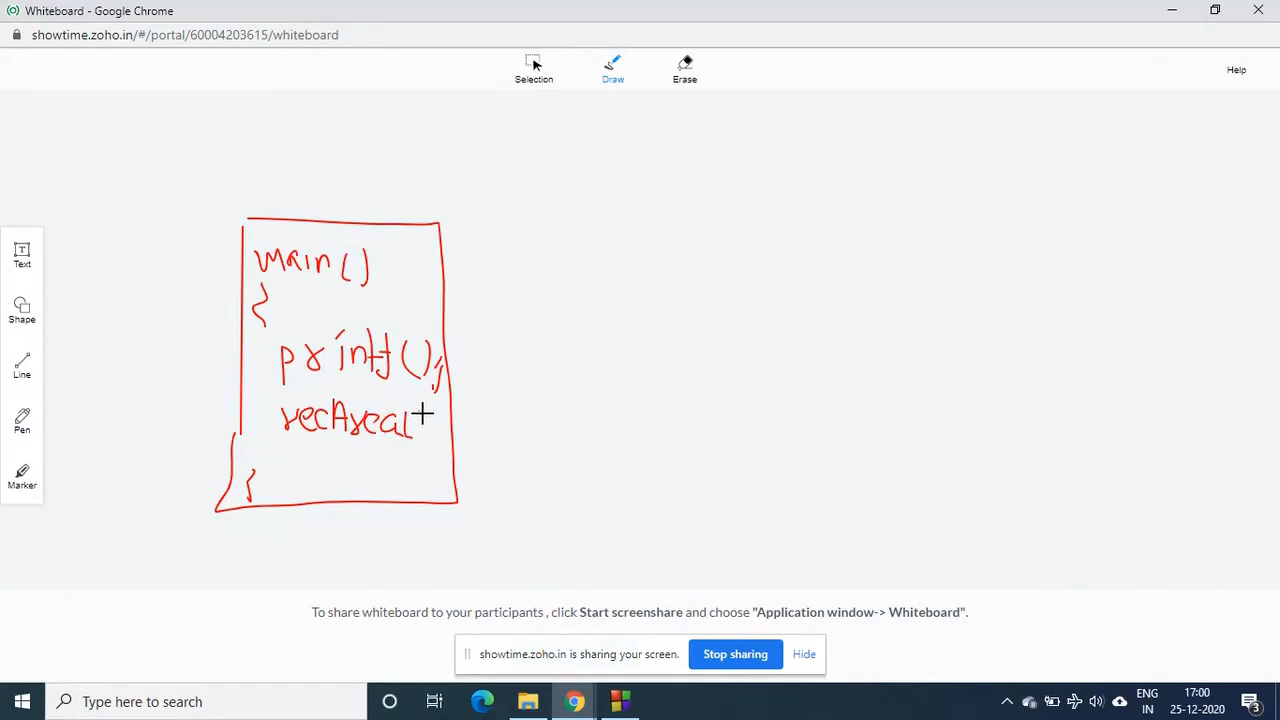 Whiteboard - Google Chrome
showtime.zoho.in/#/portal/60004203615/whiteboard
Selection
Draw
Erase
Help
Text
Shape
Line
Pen
Marker
main()
{
printf();
rectArea(
}
To share whiteboard to your participants , click Start screenshare and choose "Application window-> Whiteboard".
showtime.zoho.in is sharing your screen. Stop sharing Hide
Type here to search
ENG
IN
17:00
25-12-2020
3